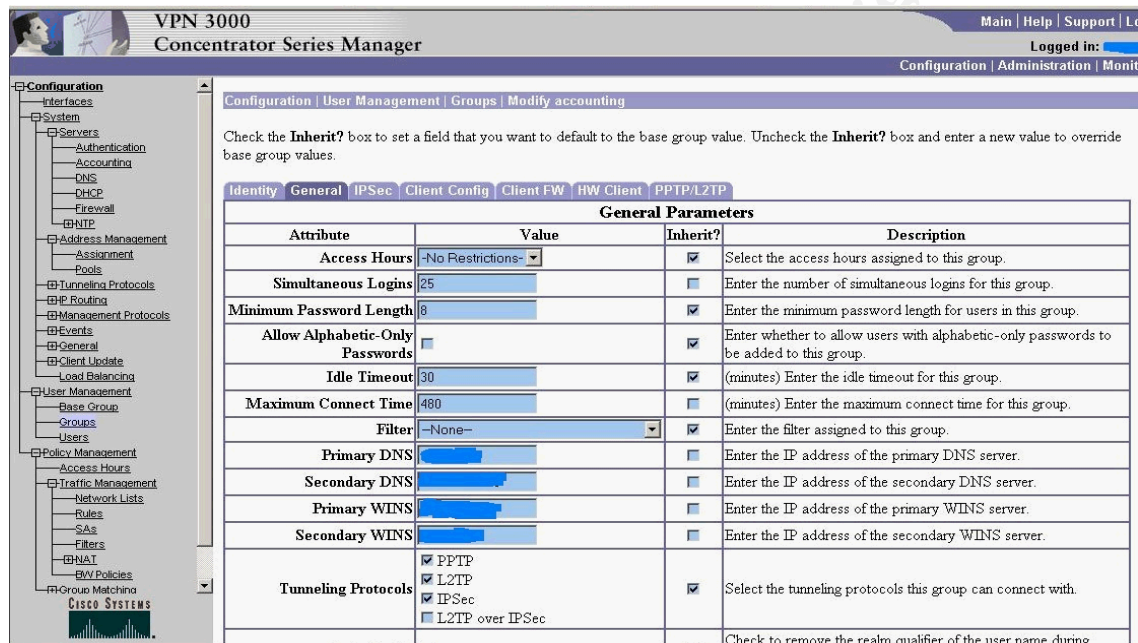 VPN 3000
Concentrator Series Manager
Main | Help | Support |
Logged in:
Configuration | Administration |
Configuration
Interfaces
System
Servers
Authentication
Accounting
DNS
DHCP
Firewall
NTP
Address Management
Assignment
Pools
Tunneling Protocols
IP Routing
Management Protocols
Events
General
Client Update
Load Balancing
User Management
Base Group
Groups
Users
Policy Management
Access Hours
Traffic Management
Network Lists
Rules
SAs
Filters
NAT
BW Policies
Group Matching
CISCO SYSTEMS
Configuration | User Management | Groups | Modify accounting
Check the Inherit? box to set a field that you want to default to the base group value. Uncheck the Inherit? box and enter a new value to override
base group values.
Identity General IPSec Client Config Client FW HW Client PPTP/L2TP
General Parameters
Attribute Value Inherit? Description
Access Hours -No Restrictions- Select the access hours assigned to this group.
Simultaneous Logins 25 Enter the number of simultaneous logins for this group.
Minimum Password Length 8 Enter the minimum password length for users in this group.
Allow Alphabetic-Only
Passwords
Enter whether to allow users with alphabetic-only passwords to
be added to this group.
Idle Timeout 30 (minutes) Enter the idle timeout for this group.
Maximum Connect Time 480 (minutes) Enter the maximum connect time for this group.
Filter --None-- Enter the filter assigned to this group.
Primary DNS Enter the IP address of the primary DNS server.
Secondary DNS Enter the IP address of the secondary DNS server.
Primary WINS Enter the IP address of the primary WINS server.
Secondary WINS Enter the IP address of the secondary WINS server.
Tunneling Protocols
PPTP
L2TP
IPSec
L2TP over IPSec
Select the tunneling protocols this group can connect with.
Check to remove the realm qualifier of the user name during